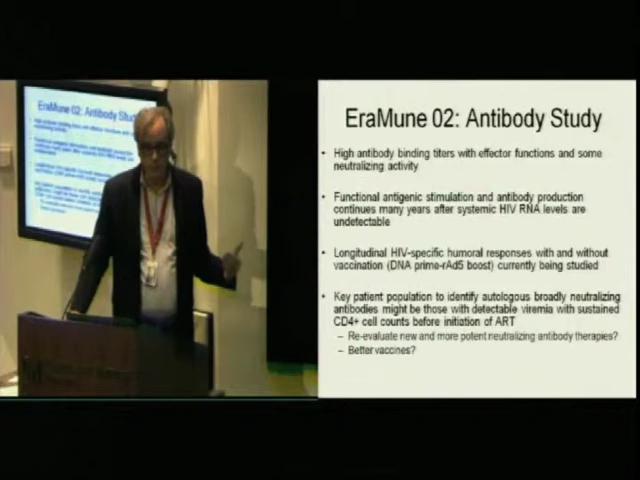 EraMune 02: Antibody Study
EraMune 02: Antibody Study
• High antibody binding titers with effector functions and some
neutralizing activity
• Functional antigenic stimulation and antibody production
continues many years after systemic HIV RNA levels are
undetectable
• Longitudinal HIV-specific humoral responses with and without
vaccination (DNA prime-rAd5 boost) currently being studied
• Key patient population to identify autologous broadly neutralizing
antibodies might be those with detectable viremia with sustained
CD4+ cell counts before initiation of ART
– Re-evaluate new and more potent neutralizing antibody therapies?
– Better vaccines?